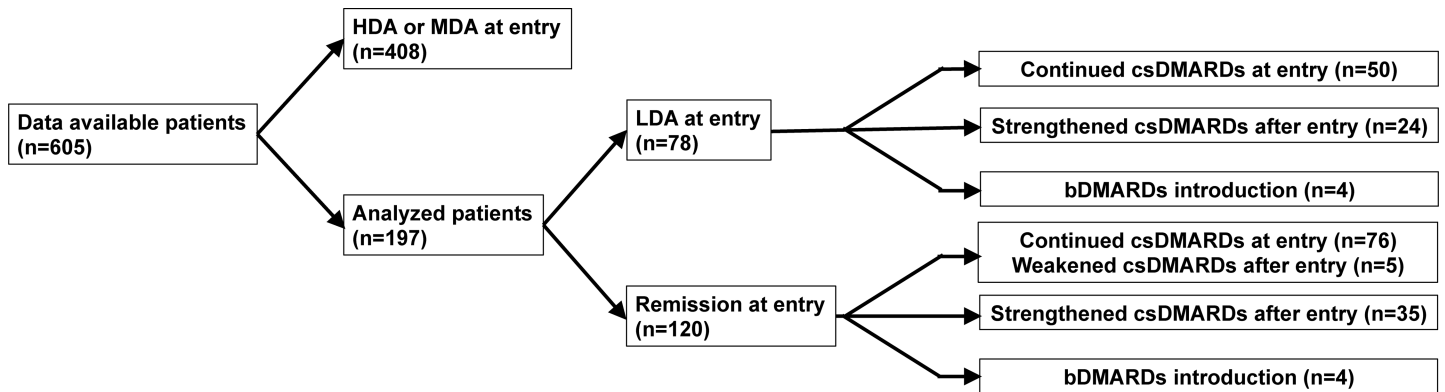 HDA or MDA at entry
(n=408)
Data available patients
(n=605)
Analyzed patients
(n=197)
LDA at entry
(n=78)
Continued csDMARDs at entry (n=50)
Strengthened csDMARDs after entry (n=24)
bDMARDs introduction (n=4)
Remission at entry
(n=120)
Continued csDMARDs at entry (n=76)
Weakened csDMARDs after entry (n=5)
Strengthened csDMARDs after entry (n=35)
bDMARDs introduction (n=4)